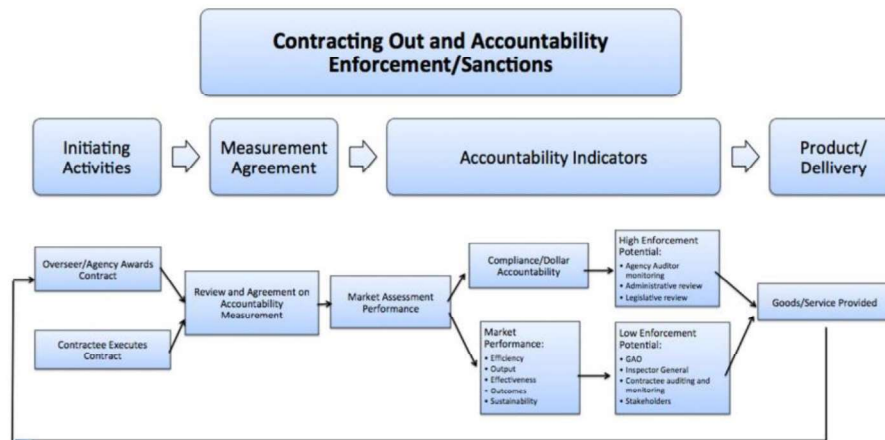 Contracting Out and Accountability
Enforcement/Sanctions
Initiating
Activities
Measurement
Agreement
Accountability Indicators
Product/
Dellivery
Overseer/Agency Awards
Contract
Contractee Executes
Contract
Review and Agreement on
Accountability
Measurement
Market Assessment
Performance
Compliance/Dollar
Accountability
Market
Performance:
• Efficiency
• Output
• Effectiveness
• Outcomes
• Sustainability
High Enforcement
Potential:
• Agency Auditor
monitoring
• Administrative review
• Legislative review
Low Enforcement
Potential:
• GAO
• Inspector General
• Contractee auditing and
monitoring
• Stakeholders
Goods/Service Provided